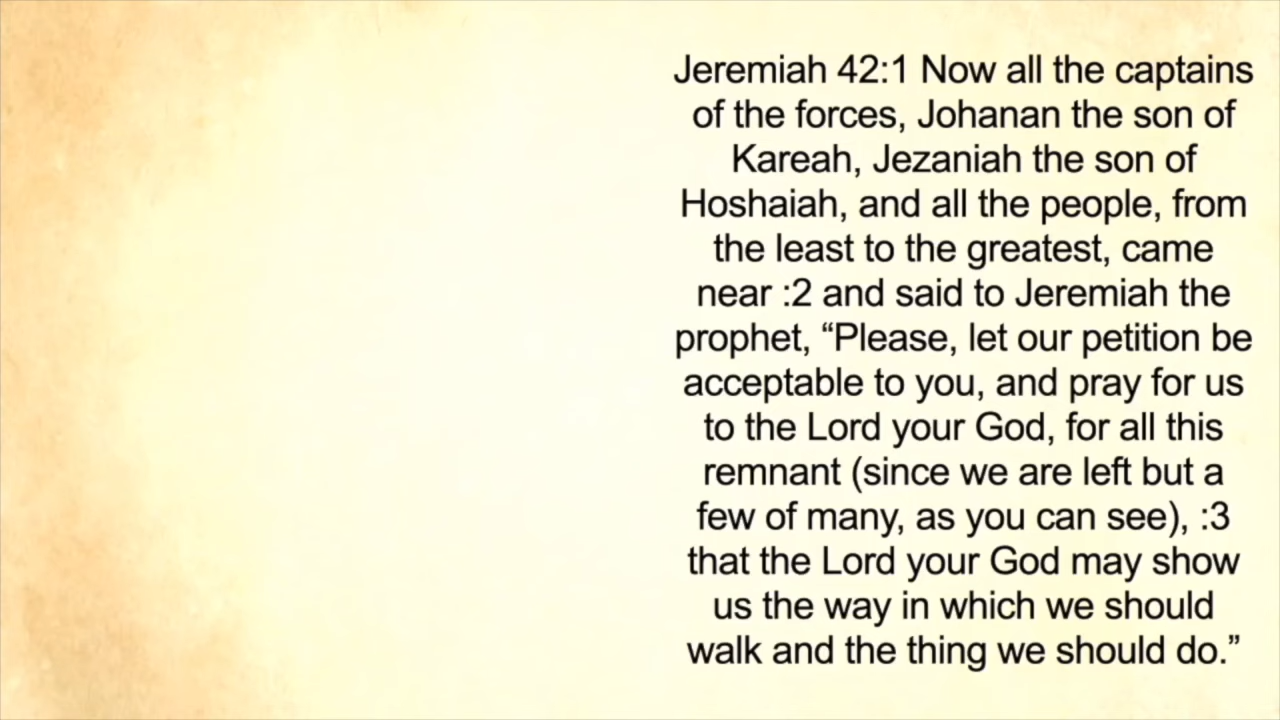 Jeremiah 42:1 Now all the captains
of the forces, Johanan the son of
Kareah, Jezaniah the son of
Hoshaiah, and all the people, from
the least to the greatest, came
near :2 and said to Jeremiah the
prophet, “Please, let our petition be
acceptable to you, and pray for us
to the Lord your God, for all this
remnant (since we are left but a
few of many, as you can see), :3
that the Lord your God may show
us the way in which we should
walk and the thing we should do.”